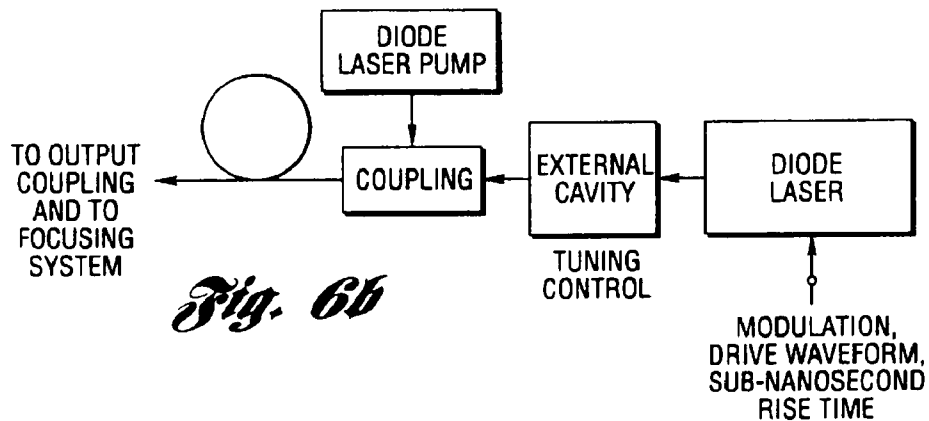 DIODE
LASER PUMP
TO OUTPUT
COUPLING
AND TO
FOCUSING
SYSTEM
COUPLING
EXTERNAL
CAVITY
TUNING
CONTROL
DIODE
LASER
MODULATION,
DRIVE WAVEFORM,
SUB-NANOSECOND
RISE TIME
Fig. 6b